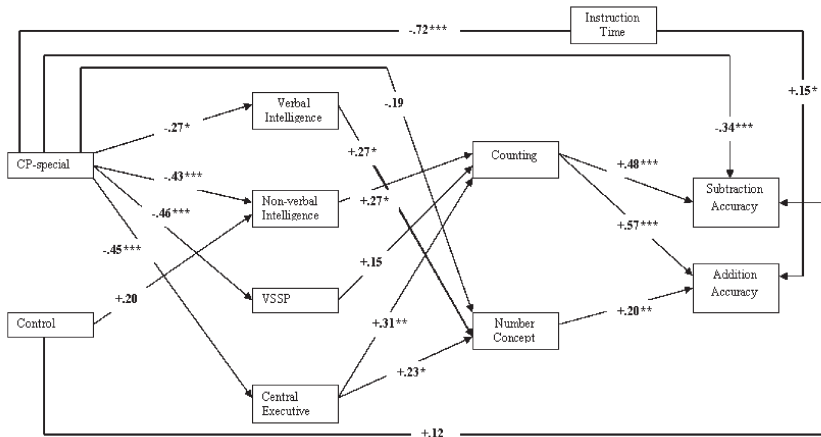 Instruction
Time
-.72***
+.15*
Verbal
Intelligence
-.19
-.27*
+.27*
-.34***
CP-special
Counting
+.48***
-.43***
Non-verbal
Intelligence
+.27*
Subtraction
Accuracy
-.46***
+.57***
-.45***
+.15
Addition
Accuracy
+.20
VSSP
Control
+.31**
Number
Concept
+.20**
+.23*
Central
Executive
+.12